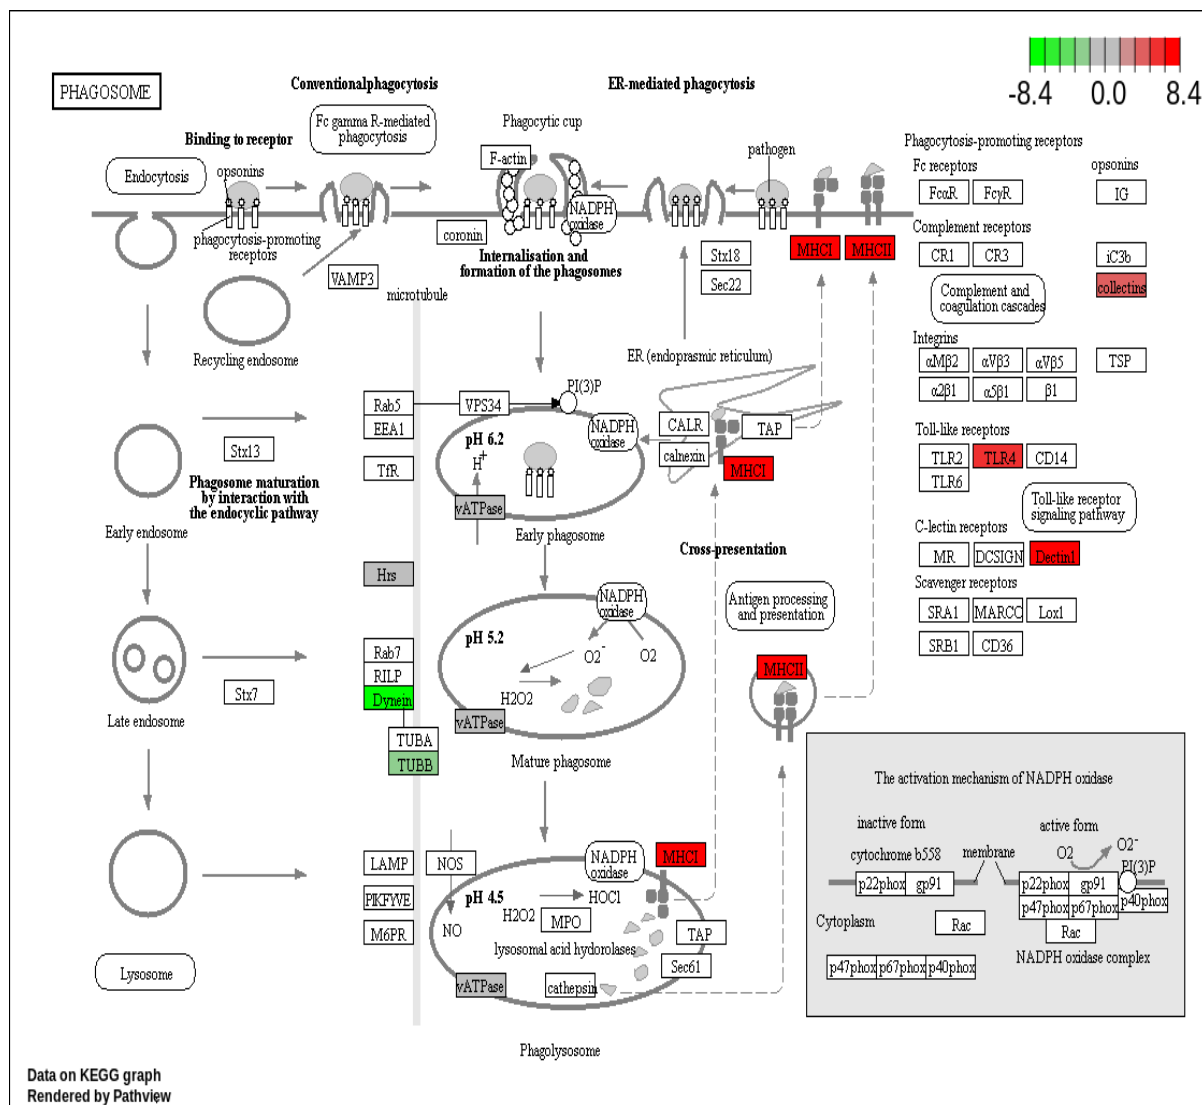 -8.4 0.0 8.4
PHAGOSOME
Conventionalphagocytosis
ER-mediated phagocytosis
Fc gamma R-mediated
phagocytosis
Phagocytic cup
Binding to receptor
Endocytosis
opsonins
F-actin
pathogen
NADPH
oxidase
phagocytosis-promoting
receptors
coronin
VAMP3
Internalisation and
formation of the phagosomes
Stx18
Sec22
MHCI
MHCII
microtubule
Recycling endosome
ER (endoprasmic reticulum)
Phagocytosis-promoting receptors
Fc receptors
opsonins
FcαR
FcγR
IG
Complement receptors
CR1
CR3
iC3b
Complement and
coagulation cascades
collectins
Integrins
αMβ2
αVβ3
αVβ5
TSP
α2β1
α5β1
β1
Toll-like receptors
TLR2
TLR4
CD14
TLR6
Toll-like receptor
signaling pathway
C-lectin receptors
MR
DCSIGN
Dectin1
Scavenger receptors
SRA1
MARCO
Lox1
SRB1
CD36
Rab5
EEA1
VPS34
PI(3)P
Stx13
TfR
pH 6.2
H+
NADPH
oxidase
CALR
calnexin
TAP
MHCI
Phagosome maturation
by interaction with
the endocyclic pathway
vATPase
Early endosome
Early phagosome
Cross-presentation
Hrs
Antigen processing
and presentation
NADPH
oxidase
pH 5.2
O2-
O2
H2O2
Rab7
RILP
Dynein
Stx7
vATPase
MHCII
Late endosome
TUBA
TUBB
Mature phagosome
LAMP
NOS
NADPH
oxidase
MHCI
PIKFYVE
pH 4.5
HOCl
H2O2
MPO
M6PR
NO
lysosomal acid hydorolases
TAP
Sec61
Lysosome
vATPase
cathepsin
Phagolysosome
The activation mechanism of NADPH oxidase
inactive form
active form
cytochrome b558
membrane
O2
O2-
PI(3)P
p22phox
gp91
p22phox
gp91
p47phox
p67phox
p40phox
Cytoplasm
Rac
Rac
NADPH oxidase complex
p47phox
p67phox
p40phox
Data on KEGG graph
Rendered by Pathview